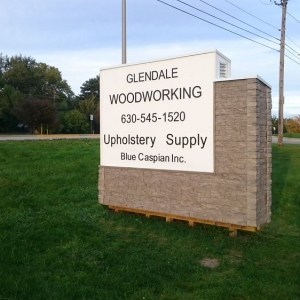 GLENDALE
WOODWORKING
630-545-1520
Upholstery Supply
Blue Caspian Inc.